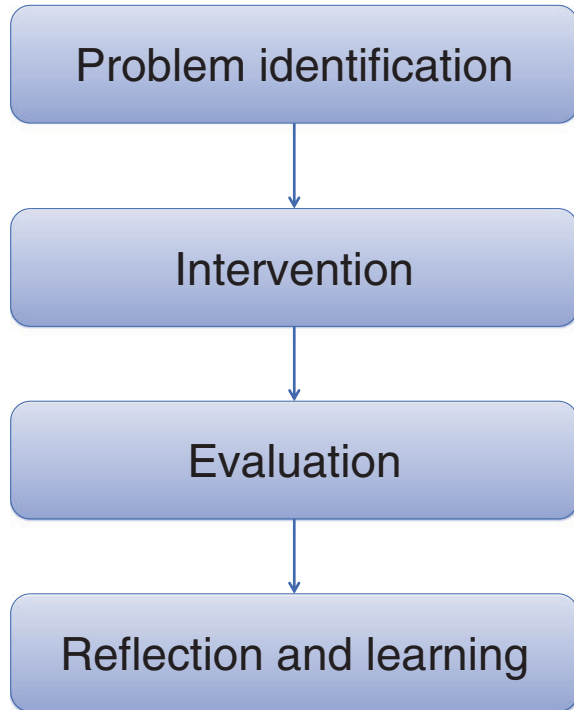 Problem identification
Intervention
Evaluation
Reflection and learning